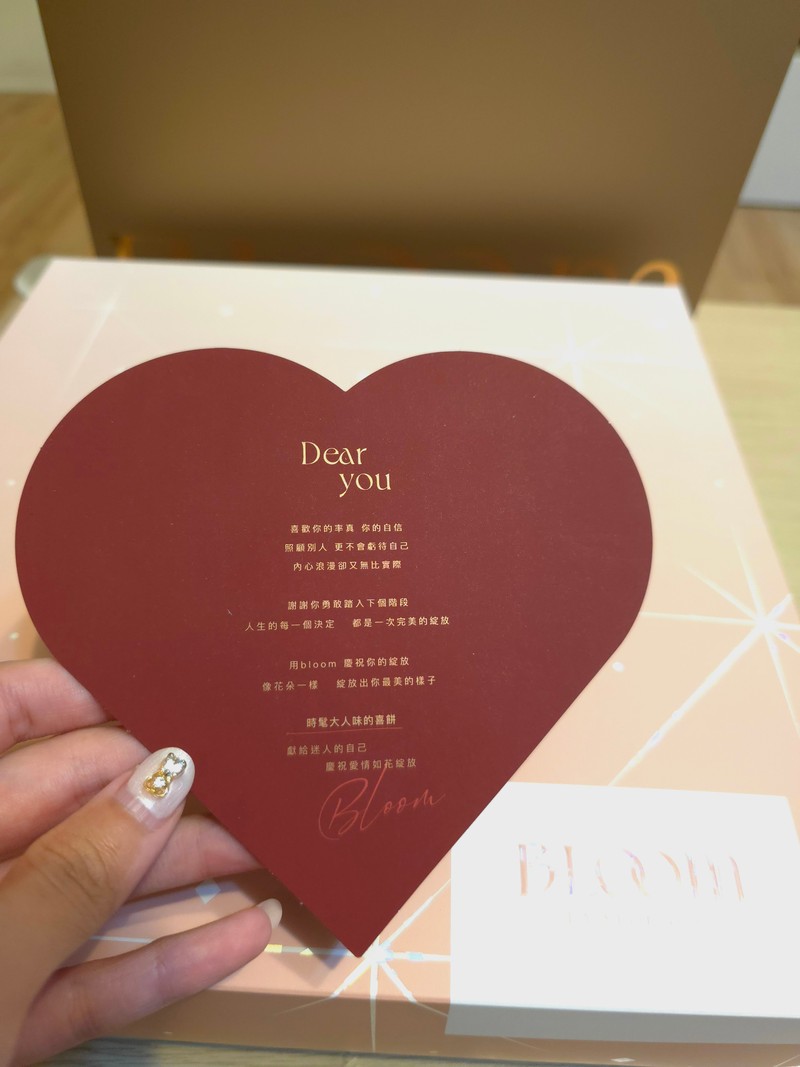 Dear
you
喜歡你的率真 你的自信
照顧別人 更不會虧待自己
內心浪漫卻又無比實際
謝謝你勇敢踏入下個階段
人生的每一個決定 都是一次完美的綻放
用bloom 慶祝你的綻放
像花朵一樣 綻放出你最美的樣子
時髦大人味的喜餅
獻給迷人的自己
慶祝愛情如花綻放
Bloom
BLOOM